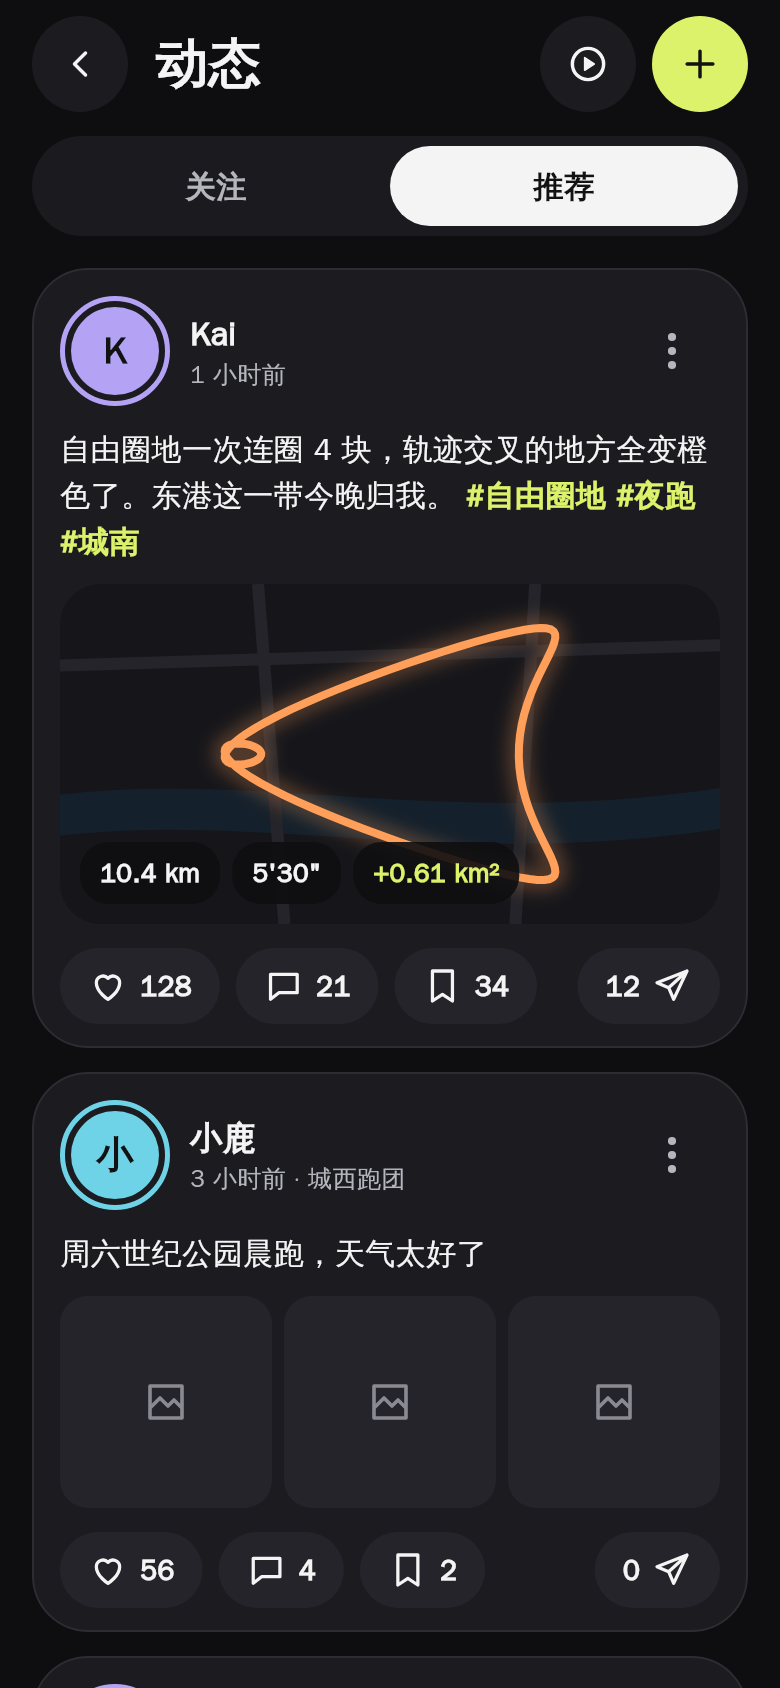 动态
关注
推荐
K
Kai
1 小时前
自由圈地一次连圈 4 块，轨迹交叉的地方全变橙
色了。东港这一带今晚归我。 #自由圈地 #夜跑
#城南
10.4 km
5'30"
+0.61 km²
128
21
34
12
小
小鹿
3 小时前 · 城西跑团
周六世纪公园晨跑，天气太好了
56
4
2
0